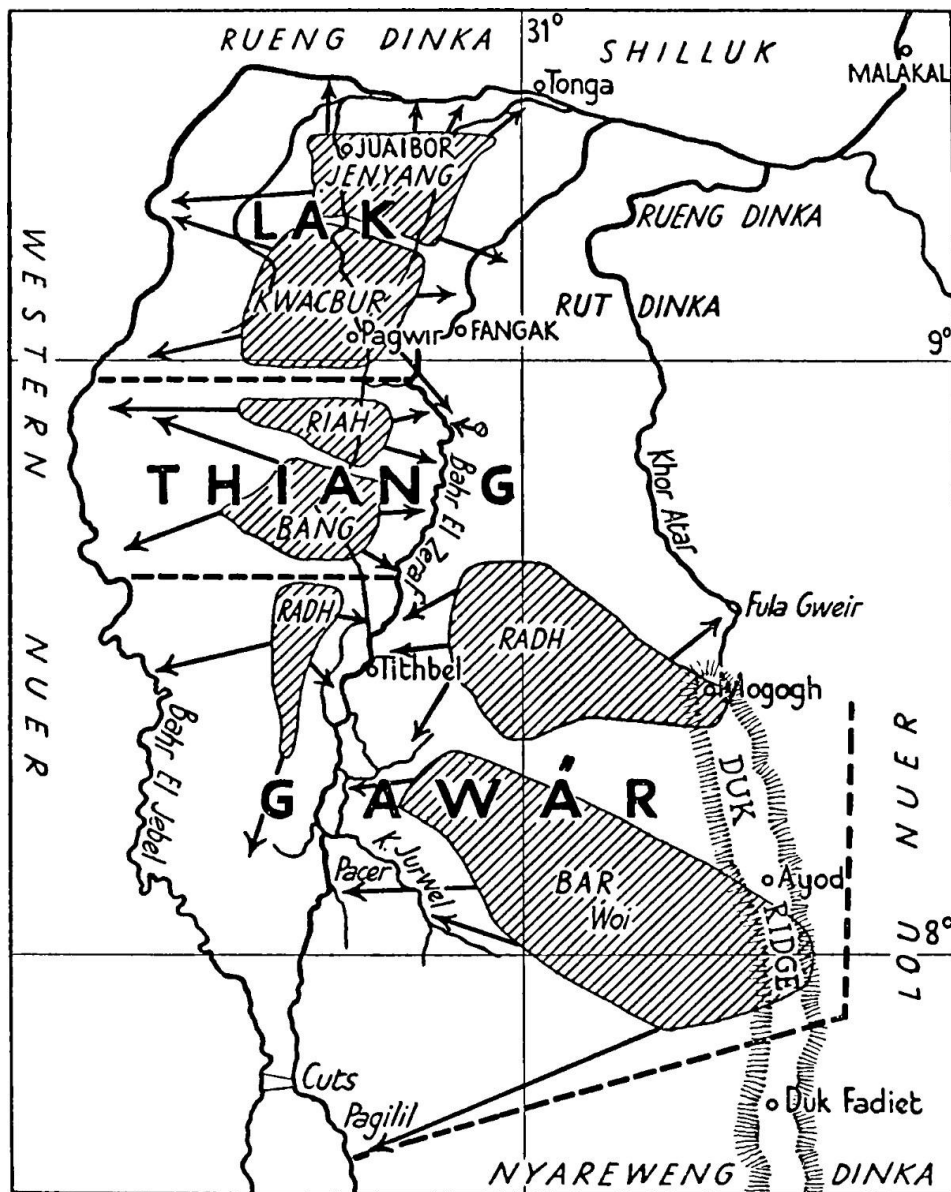 RUENG DINKA
31°
SHILLUK
MALAKAL
Tonga
JUAIBOR
JENYANG
LAK
RUENG DINKA
WESTERN NUER
KWACBUR
RUT DINKA
Pagwir
FANGAK
9°
RIAH
THIANG
Bahr El Zeraf
Khor Atar
BANG
RADH
RADH
Fula Gweir
Tithbel
Mogogh
Bahr El Jebel
GAWÁR
DUK RIDGE
LOU NUER
K. Jurwel
Pacer
BAR
Woi
Ayod
8°
Cuts
Pagilil
Duk Fadiet
NYAREWENG DINKA